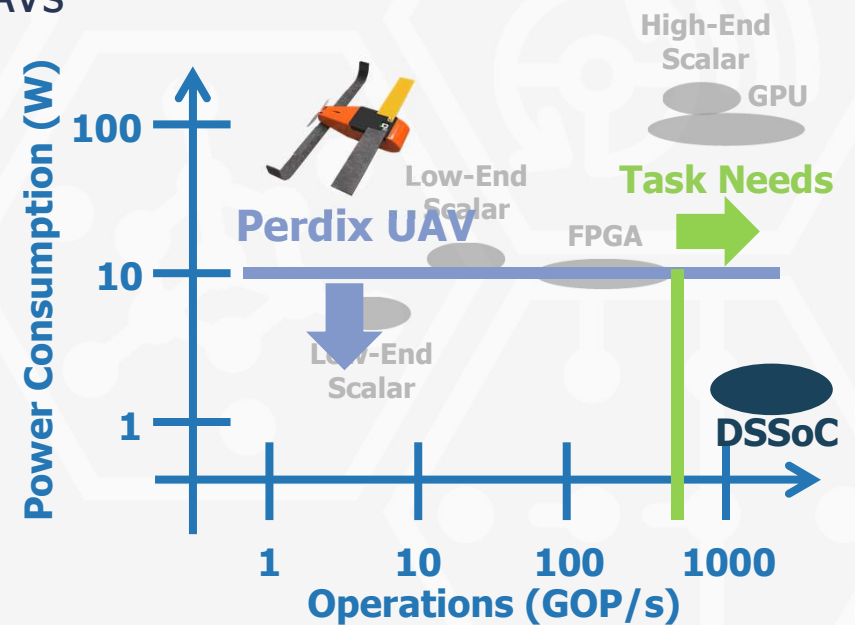 High-End
Scalar
GPU
Power Consumption (W)
100
Low-End
Scalar
Task Needs
Perdix UAV
FPGA
10
Low-End
Scalar
1
DSSoC
1
10
100
1000
Operations (GOP/s)